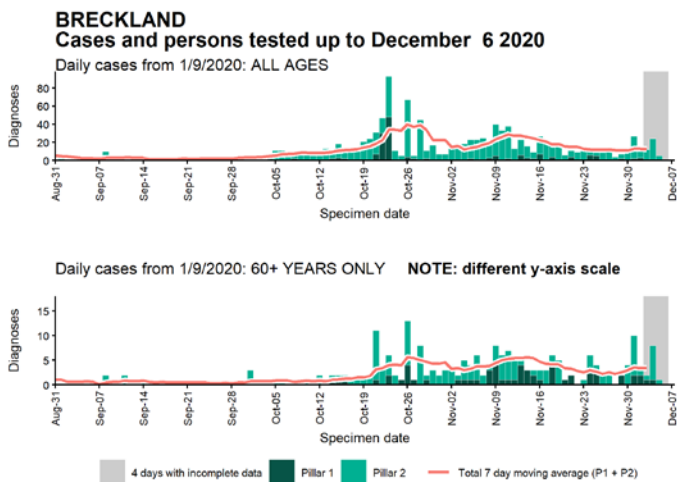 BRECKLAND
Cases and persons tested up to December 6 2020
Daily cases from 1/9/2020: ALL AGES
Diagnoses
80
60
40
20
0
Aug-31 Sep-07 Sep-14 Sep-21 Sep-28 Oct-05 Oct-12 Oct-19 Oct-26 Nov-02 Nov-09 Nov-16 Nov-23 Nov-30 Dec-07
Specimen date
Daily cases from 1/9/2020: 60+ YEARS ONLY NOTE: different y-axis scale
Diagnoses
15
10
5
0
Aug-31 Sep-07 Sep-14 Sep-21 Sep-28 Oct-05 Oct-12 Oct-19 Oct-26 Nov-02 Nov-09 Nov-16 Nov-23 Nov-30 Dec-07
Specimen date
4 days with incomplete data Pillar 1 Pillar 2 Total 7 day moving average (P1 + P2)